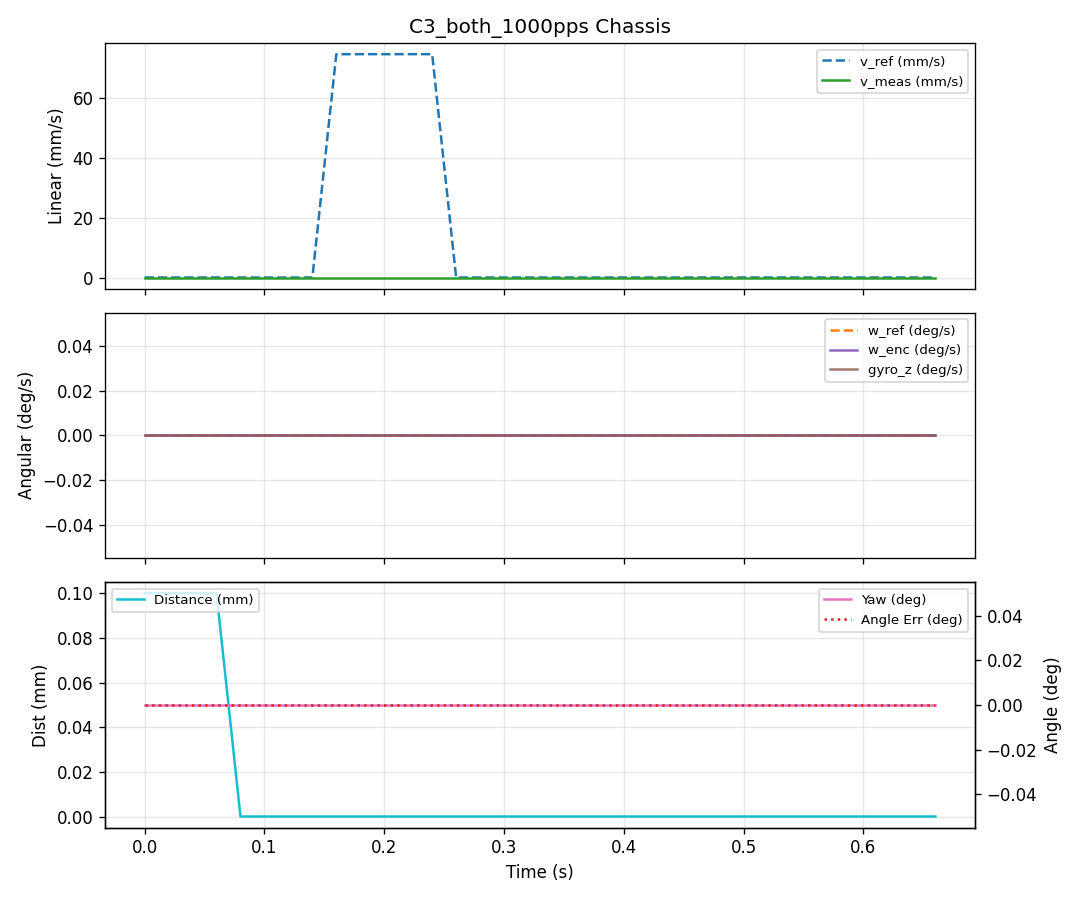 C3_both_1000pps Chassis
Linear (mm/s)
60
40
20
0
v_ref (mm/s)
v_meas (mm/s)
Angular (deg/s)
0.04
0.02
0.00
−0.02
−0.04
w_ref (deg/s)
w_enc (deg/s)
gyro_z (deg/s)
Dist (mm)
0.10
0.08
0.06
0.04
0.02
0.00
Distance (mm)
Yaw (deg)
Angle Err (deg)
0.04
0.02
0.00
−0.02
−0.04
Angle (deg)
0.0 0.1 0.2 0.3 0.4 0.5 0.6
Time (s)